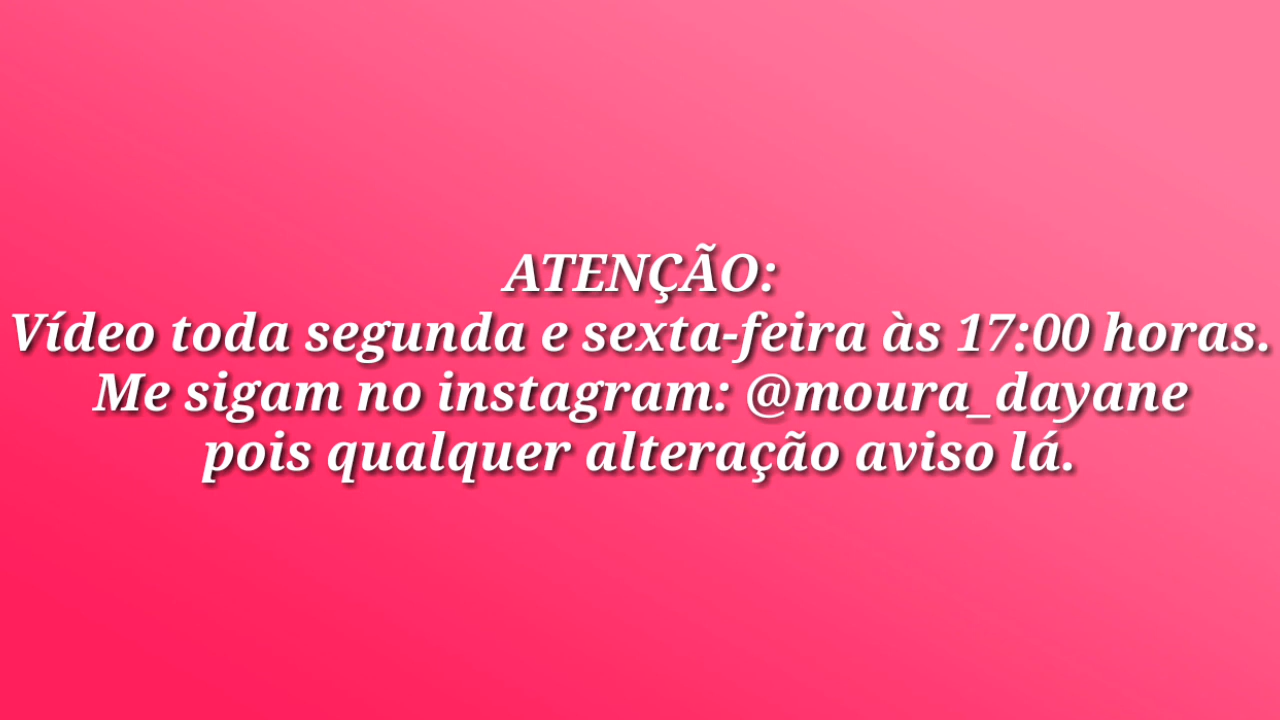 ATENÇÃO:
Vídeo toda segunda e sexta-feira às 17:00 horas.
Me sigam no instagram: @moura_dayane
pois qualquer alteração aviso lá.